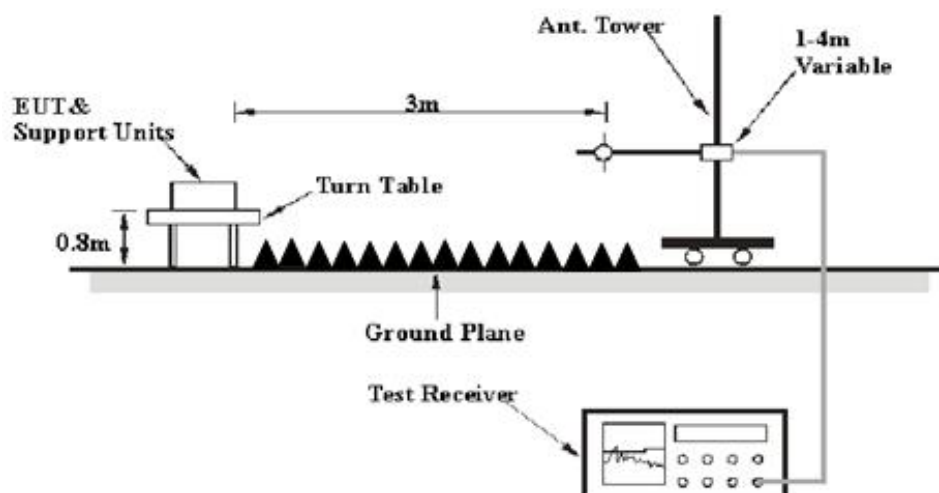 Ant. Tower
1-4m
Variable
3m
EUT&
Support Units
Turn Table
0.8m
Ground Plane
Test Receiver